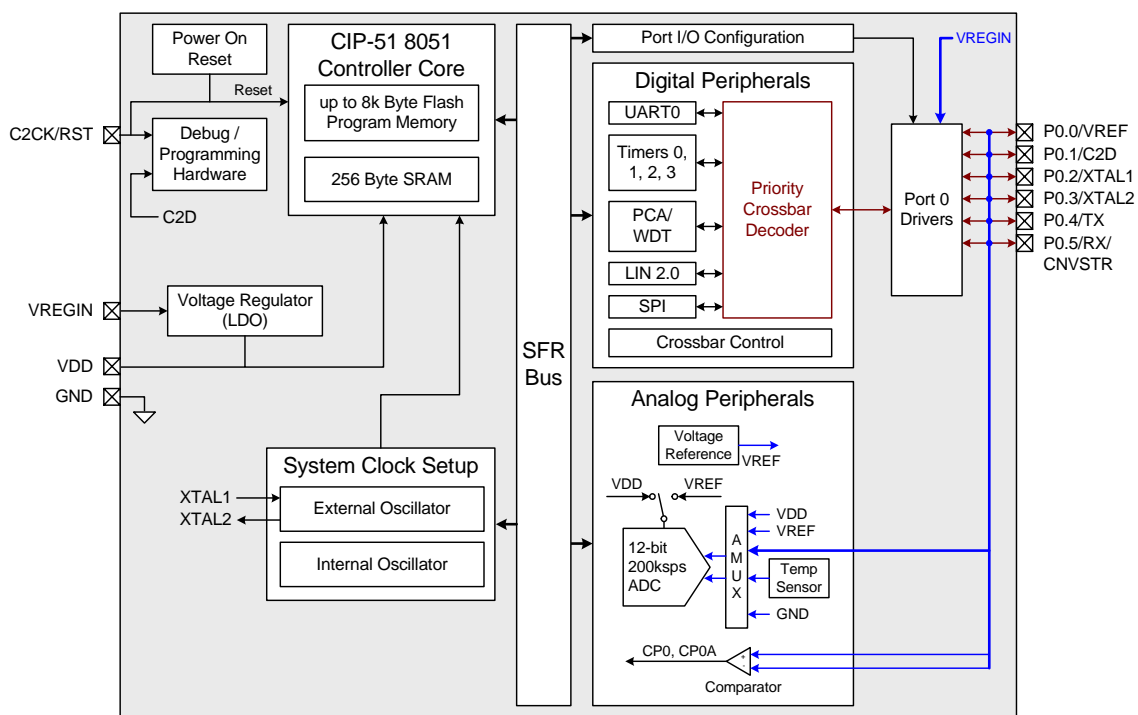 Power On
Reset
Reset
C2CK/RST
Debug /
Programming
Hardware
C2D
VREGIN
Voltage Regulator
(LDO)
VDD
GND
CIP-51 8051
Controller Core
up to 8k Byte Flash
Program Memory
256 Byte SRAM
System Clock Setup
XTAL1
XTAL2
External Oscillator
Internal Oscillator
SFR
Bus
Port I/O Configuration
Digital Peripherals
UART0
Timers 0,
1, 2, 3
PCA/
WDT
LIN 2.0
SPI
Priority
Crossbar
Decoder
Crossbar Control
Analog Peripherals
Voltage
Reference
VREF
VDD
VREF
12-bit
200ksps
ADC
A
M
U
X
VDD
VREF
Temp
Sensor
GND
CP0, CP0A
+
-
Comparator
VREGIN
Port 0
Drivers
P0.0/VREF
P0.1/C2D
P0.2/XTAL1
P0.3/XTAL2
P0.4/TX
P0.5/RX/
CNVSTR